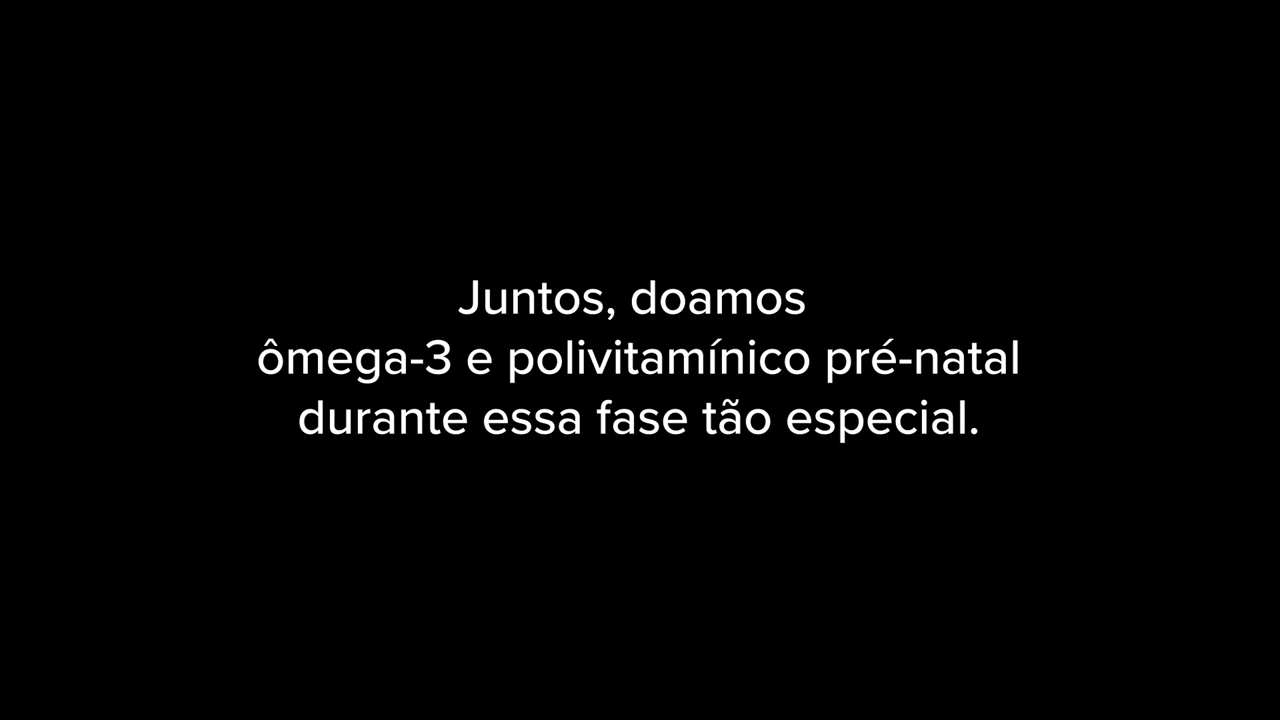 Juntos, doamos
ômega-3 e polivitamínico pré-natal
durante essa fase tão especial.